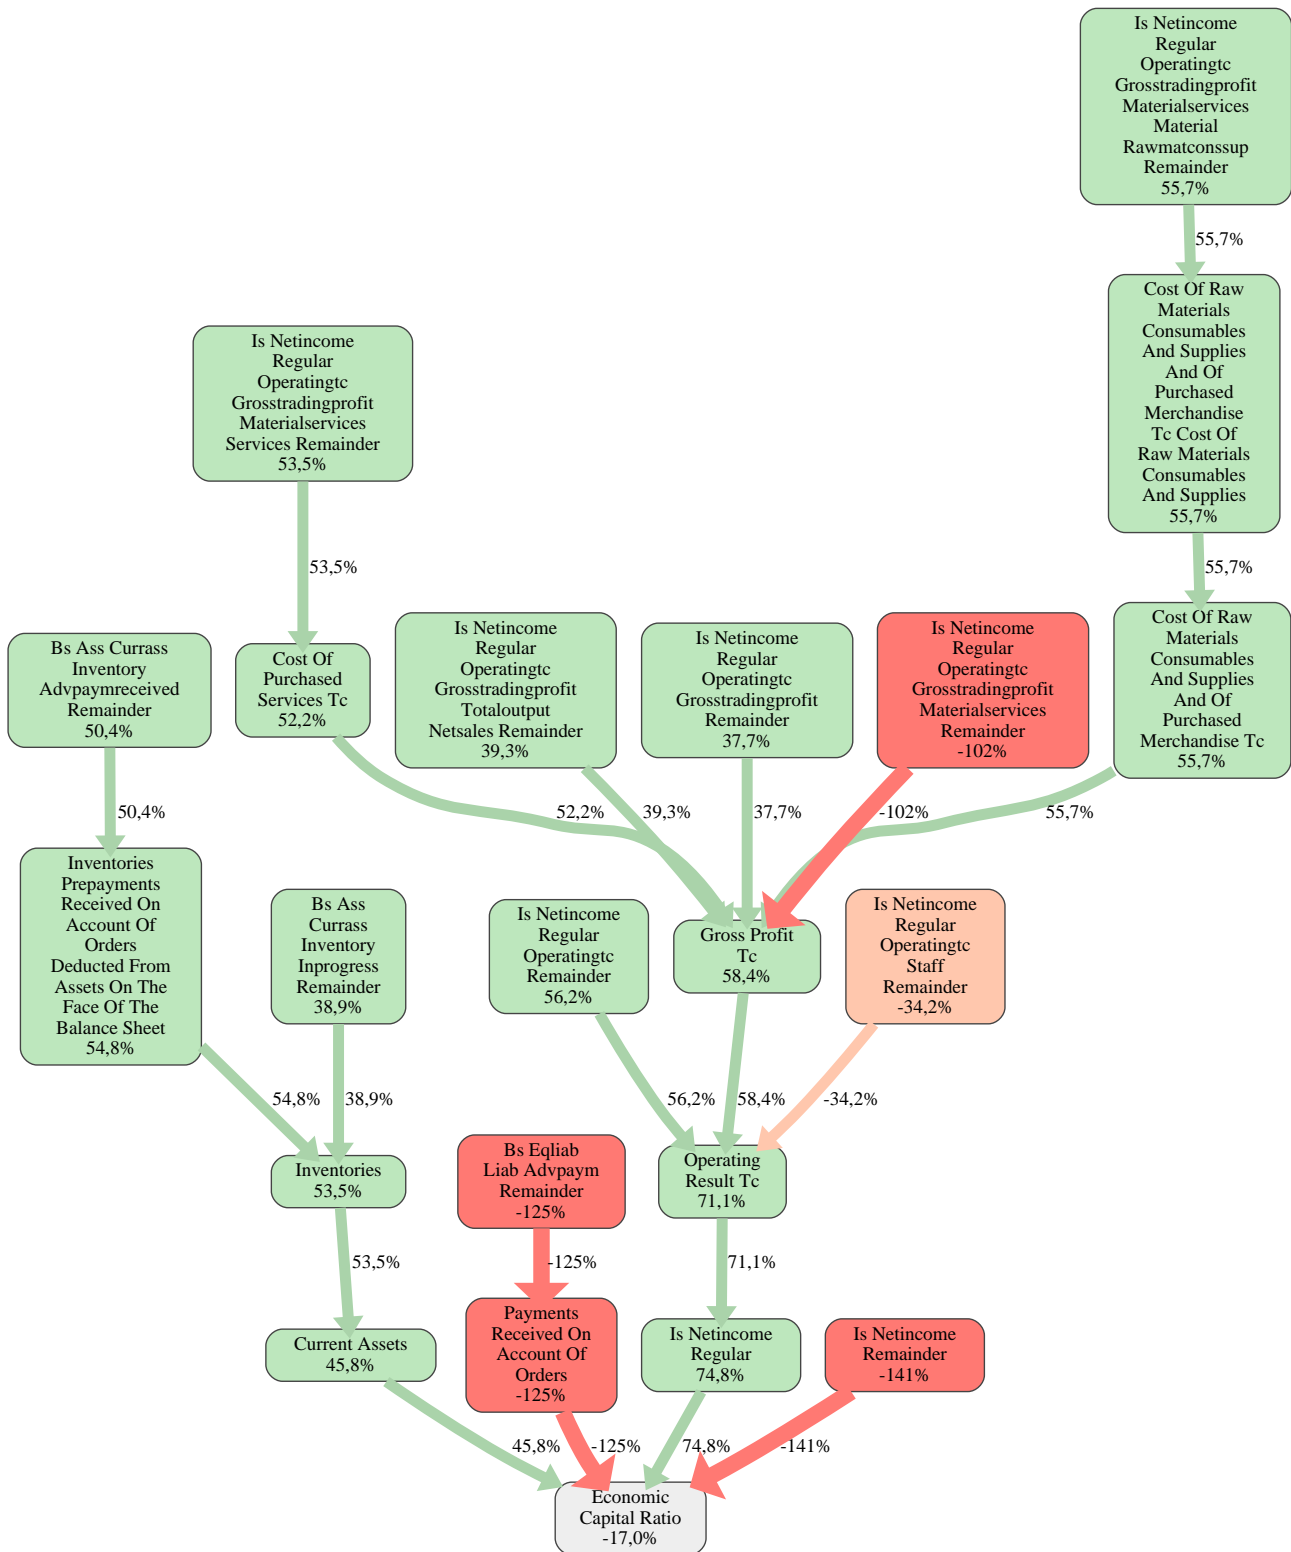 Is Netincome
Regular
Operatingtc
Grosstradingprofit
Materialservices
Material
Rawmatconssup
Remainder
55,7%
55,7%
Cost Of Raw
Materials
Consumables
And Supplies
And Of
Purchased
Merchandise
Tc Cost Of
Raw Materials
Consumables
And Supplies
55,7%
Is Netincome
Regular
Operatingtc
Grosstradingprofit
Materialservices
Services Remainder
53,5%
53,5%
55,7%
Bs Ass Currass
Inventory
Advpaymreceived
Remainder
50,4%
Cost Of
Purchased
Services Tc
52,2%
Is Netincome
Regular
Operatingtc
Grosstradingprofit
Totaloutput
Netsales Remainder
39,3%
Is Netincome
Regular
Operatingtc
Grosstradingprofit
Remainder
37,7%
Is Netincome
Regular
Operatingtc
Grosstradingprofit
Materialservices
Remainder
-102%
Cost Of Raw
Materials
Consumables
And Supplies
And Of
Purchased
Merchandise Tc
55,7%
50,4%
52,2%
39,3%
37,7%
-102%
55,7%
Inventories
Prepayments
Received On
Account Of
Orders
Deducted From
Assets On The
Face Of The
Balance Sheet
54,8%
Bs Ass
Currass
Inventory
Inprogress
Remainder
38,9%
Is Netincome
Regular
Operatingtc
Remainder
56,2%
Gross Profit
Tc
58,4%
Is Netincome
Regular
Operatingtc
Staff
Remainder
-34,2%
54,8%
38,9%
56,2%
58,4%
-34,2%
Inventories
53,5%
Bs Eqliab
Liab Advpaym
Remainder
-125%
Operating
Result Tc
71,1%
53,5%
-125%
71,1%
Current Assets
45,8%
Payments
Received On
Account Of
Orders
-125%
Is Netincome
Regular
74,8%
Is Netincome
Remainder
-141%
45,8%
-125%
74,8%
-141%
Economic
Capital Ratio
-17,0%